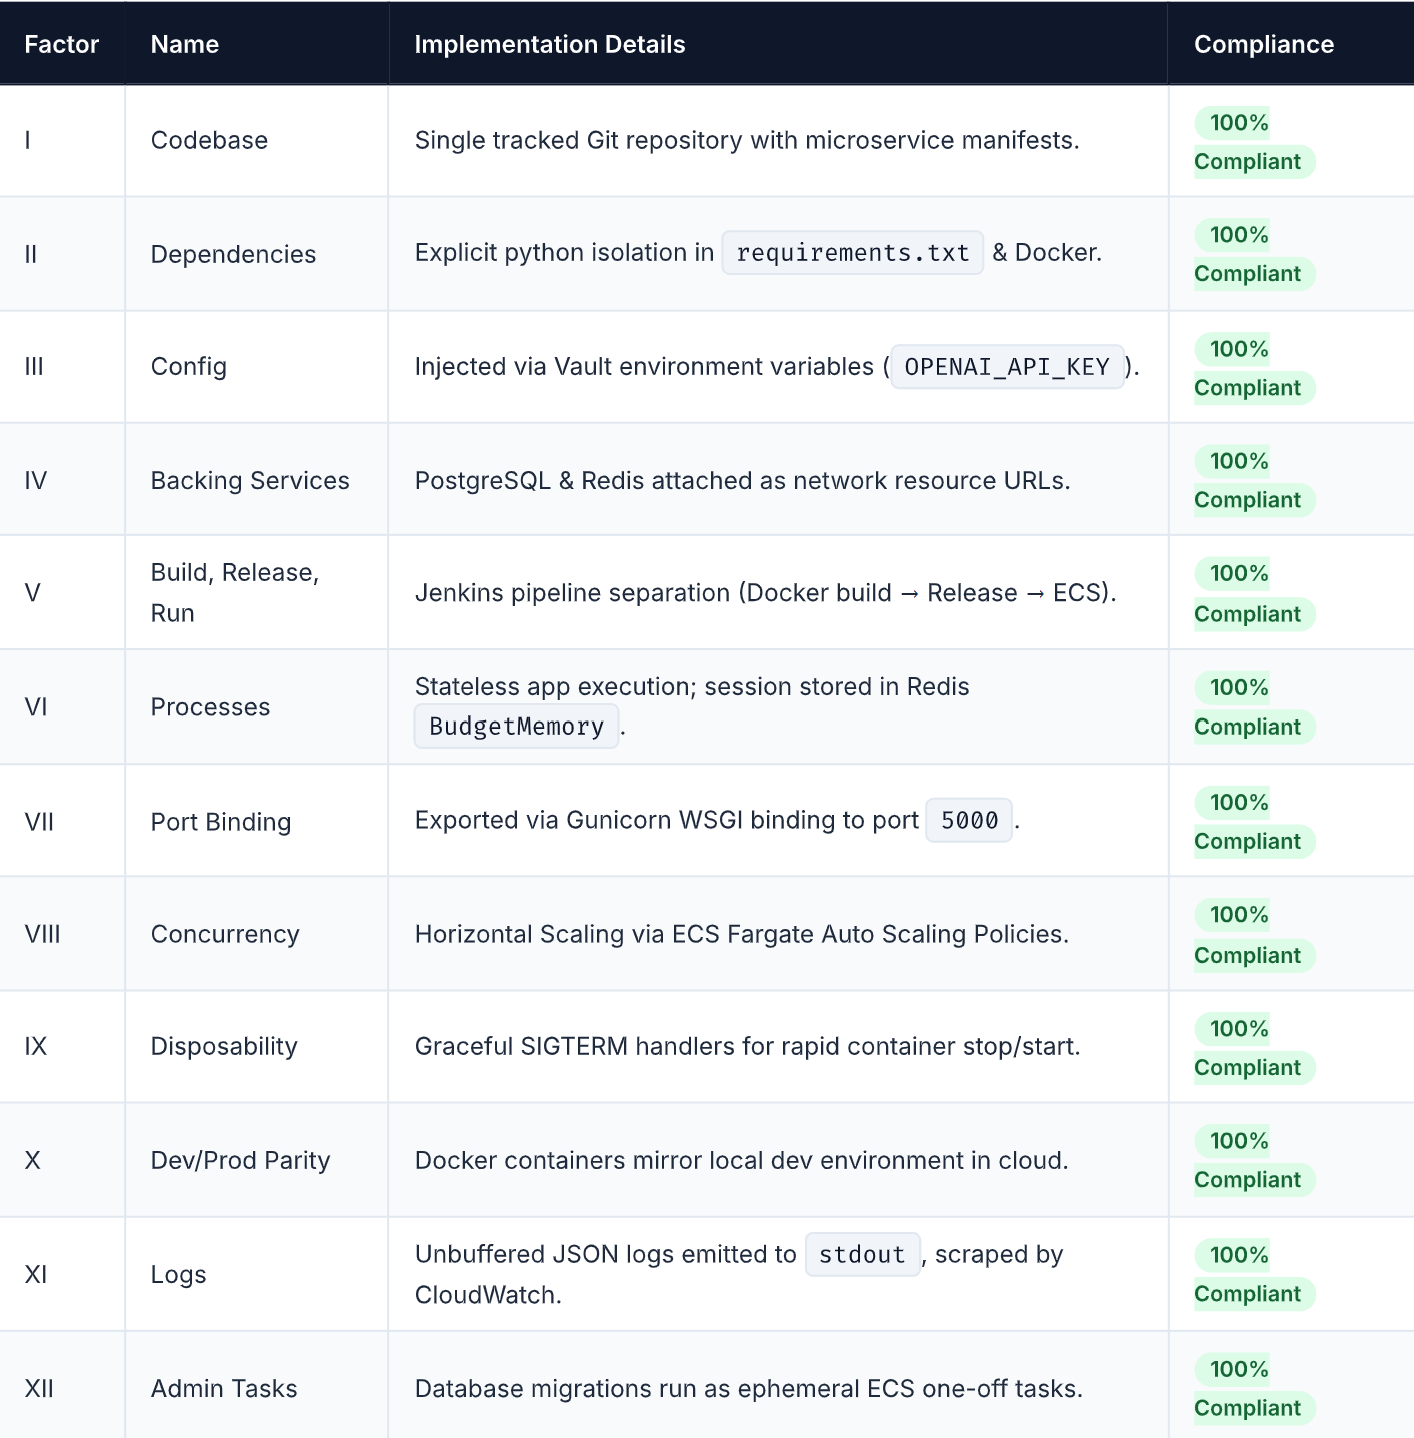 Factor Name Implementation Details Compliance
I Codebase Single tracked Git repository with microservice manifests. 100%
Compliant
II Dependencies Explicit python isolation in requirements.txt & Docker. 100%
Compliant
III Config Injected via Vault environment variables ( OPENAI_API_KEY ). 100%
Compliant
IV Backing Services PostgreSQL & Redis attached as network resource URLs. 100%
Compliant
V Build, Release,
Run Jenkins pipeline separation (Docker build → Release → ECS). 100%
Compliant
VI Processes Stateless app execution; session stored in Redis
BudgetMemory . 100%
Compliant
VII Port Binding Exported via Gunicorn WSGI binding to port 5000 . 100%
Compliant
VIII Concurrency Horizontal Scaling via ECS Fargate Auto Scaling Policies. 100%
Compliant
IX Disposability Graceful SIGTERM handlers for rapid container stop/start. 100%
Compliant
X Dev/Prod Parity Docker containers mirror local dev environment in cloud. 100%
Compliant
XI Logs Unbuffered JSON logs emitted to stdout , scraped by
CloudWatch. 100%
Compliant
XII Admin Tasks Database migrations run as ephemeral ECS one-off tasks. 100%
Compliant